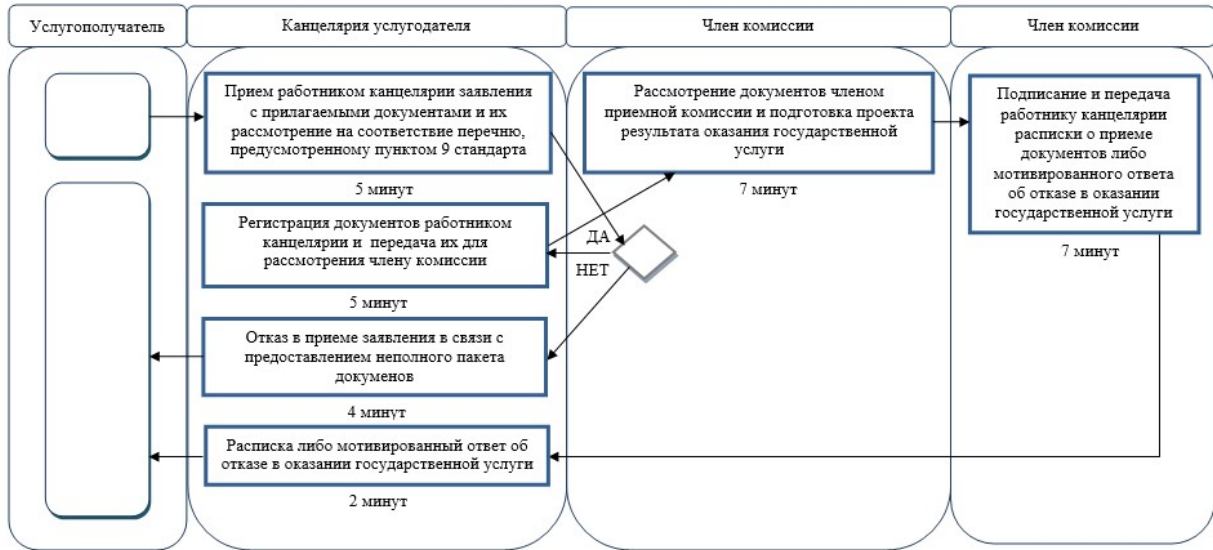 Услугополучатель
Канцелярия услугодателя
Член комиссии
Член комиссии
Прием работником канцелярии заявления
с прилагаемыми документами и их
рассмотрение на соответствие перечню,
предусмотренному пунктом 9 стандарта
5 минут
Рассмотрение документов членом
приемной комиссии и подготовка проекта
результата оказания государственной
услуги
7 минут
Подписание и передача
работнику канцелярии
расписки о приеме
документов либо
мотивированного ответа
об отказе в оказании
государственной услуги
7 минут
Регистрация документов работником
канцелярии и передача их для
рассмотрения члену комиссии
5 минут
ДА
НЕТ
Отказ в приеме заявления в связи с
предоставлением неполного пакета
докуменов
4 минут
Расписка либо мотивированный ответ об
отказе в оказании государственной услуги
2 минут